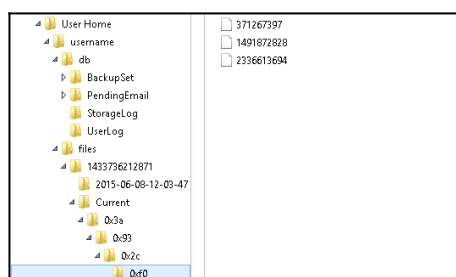 User Home
username
db
BackupSet
PendingEmail
StorageLog
UserLog
files
1433736212871
2015-06-08-12-03-47
Current
0x3a
0x93
0x2c
0xf0
371267397
1491872828
2336613694